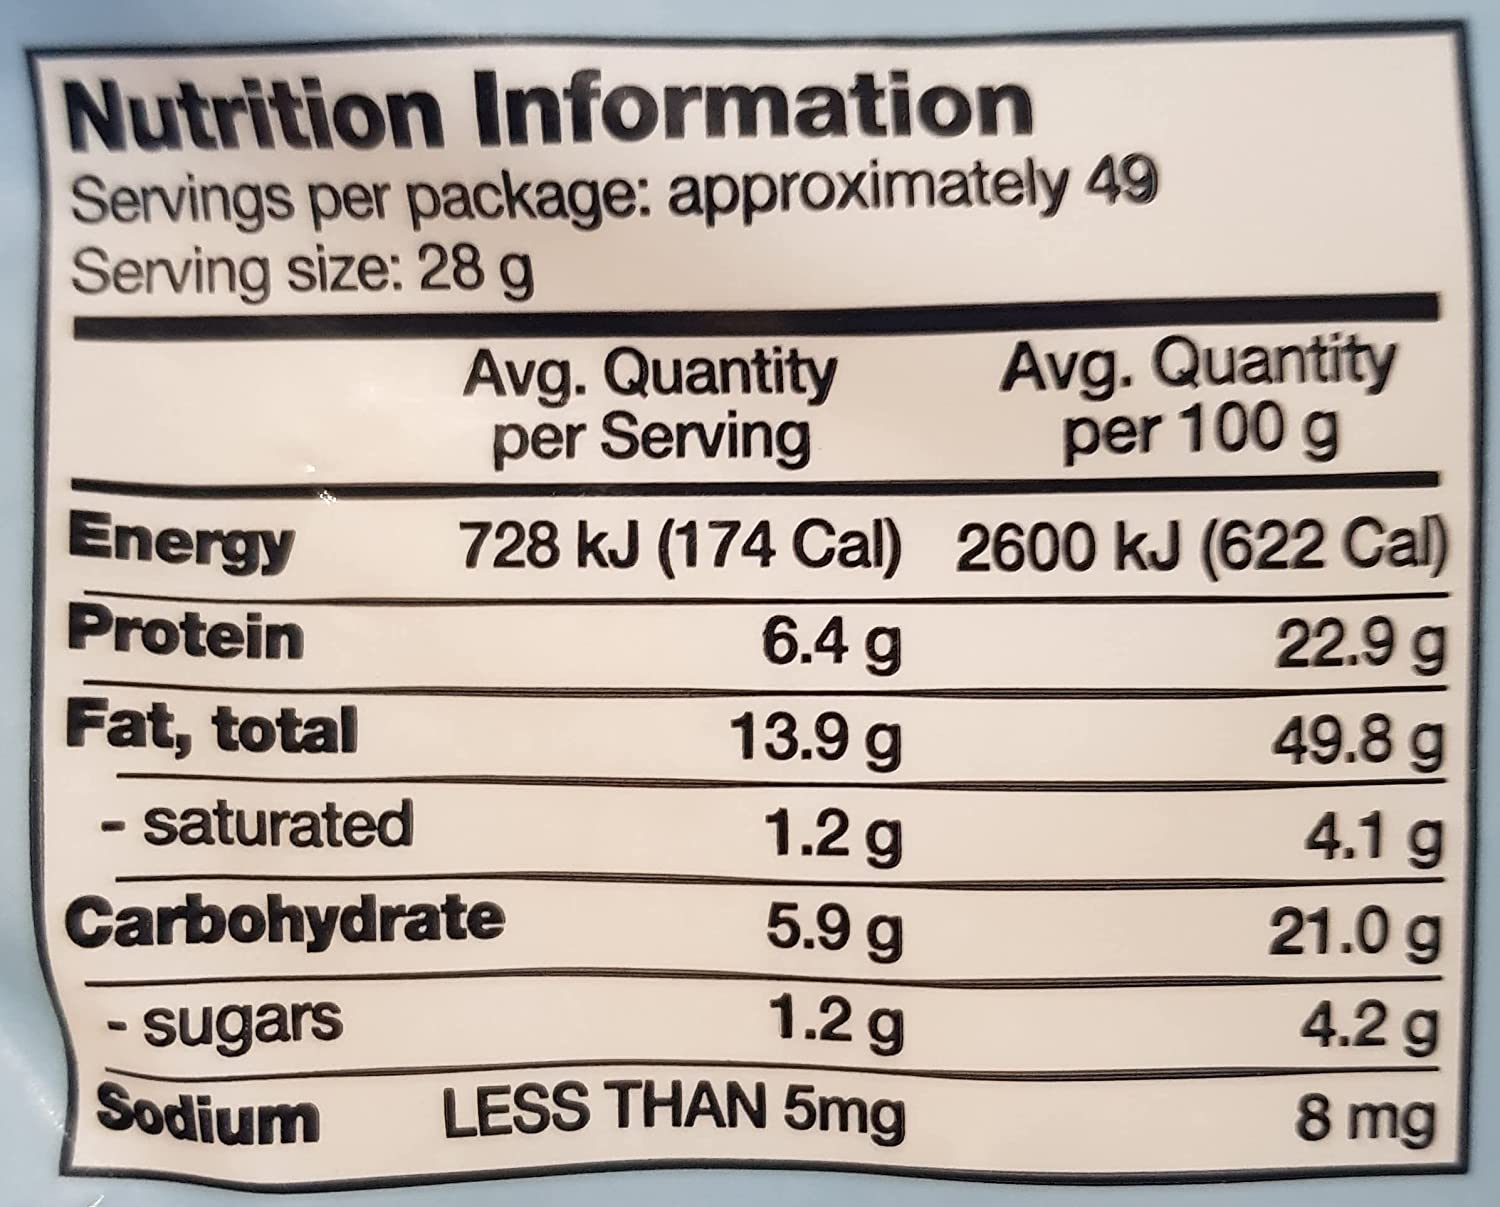 Nutrition Information
Servings per package: approximately 49
Serving size: 28 g
Avg. Quantity per Serving Avg. Quantity per 100 g
Energy 728 kJ (174 Cal) 2600 kJ (622 Cal)
Protein 6.4 g 22.9 g
Fat, total 13.9 g 49.8 g
- saturated 1.2 g 4.1 g
Carbohydrate 5.9 g 21.0 g
- sugars 1.2 g 4.2 g
Sodium LESS THAN 5mg 8 mg